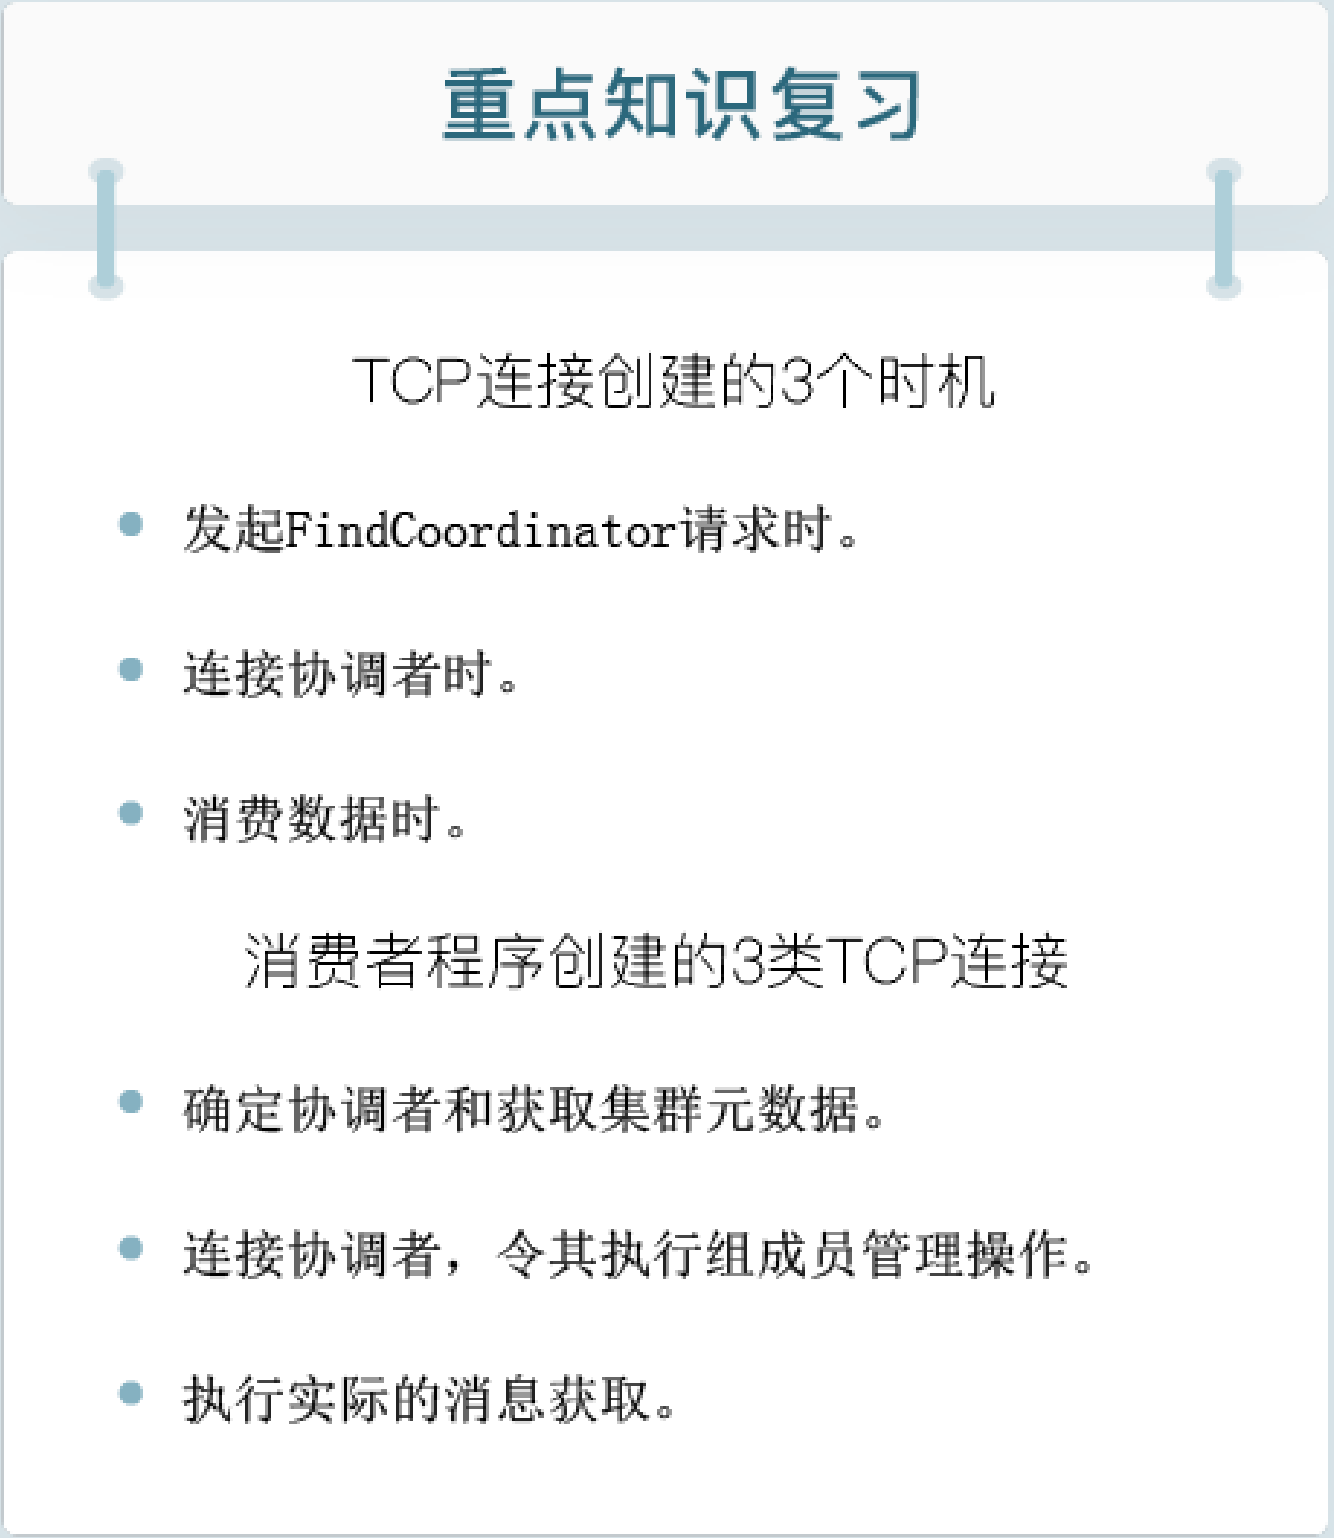 重点知识复习
TCP连接创建的3个时机
发起FindCoordinator请求时。
连接协调者时。
消费数据时。
消费者程序创建的3类TCP连接
确定协调者和获取集群元数据。
连接协调者，令其执行组成员管理操作。
执行实际的消息获取。